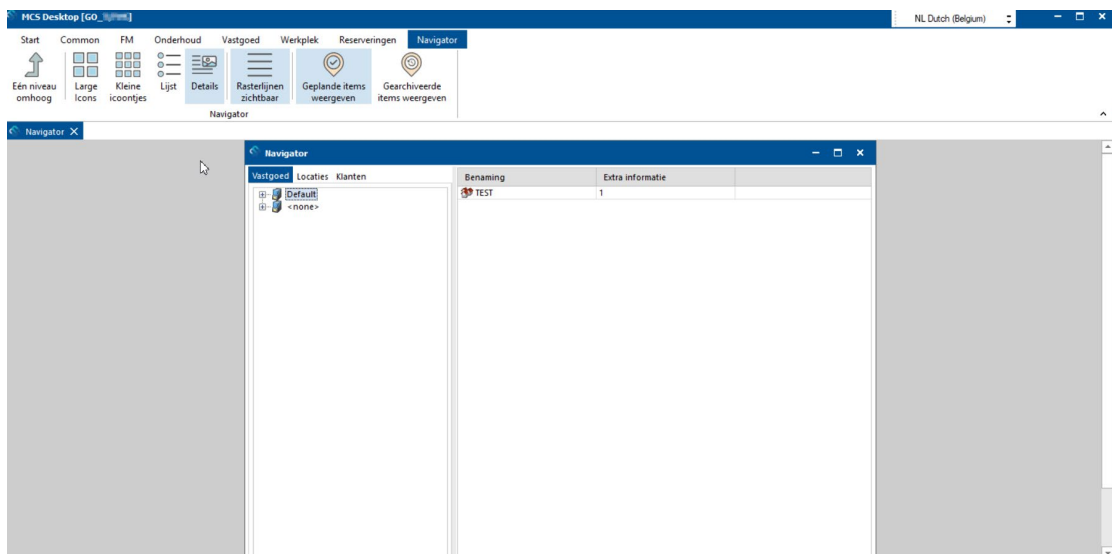 MCS Desktop [GO_
NL Dutch (Belgium)
Start Common FM Onderhoud Vastgoed Werkplek Reserveringen Navigator
Eén niveau omhoog
Large Icons
Kleine icoontjes
Lijst
Details
Rasterlijnen zichtbaar
Geplande items weergeven
Gearchiveerde items weergeven
Navigator
Navigator
Navigator
Vastgoed Locaties Klanten
Default
<none>
Benaming Extra informatie
TEST 1